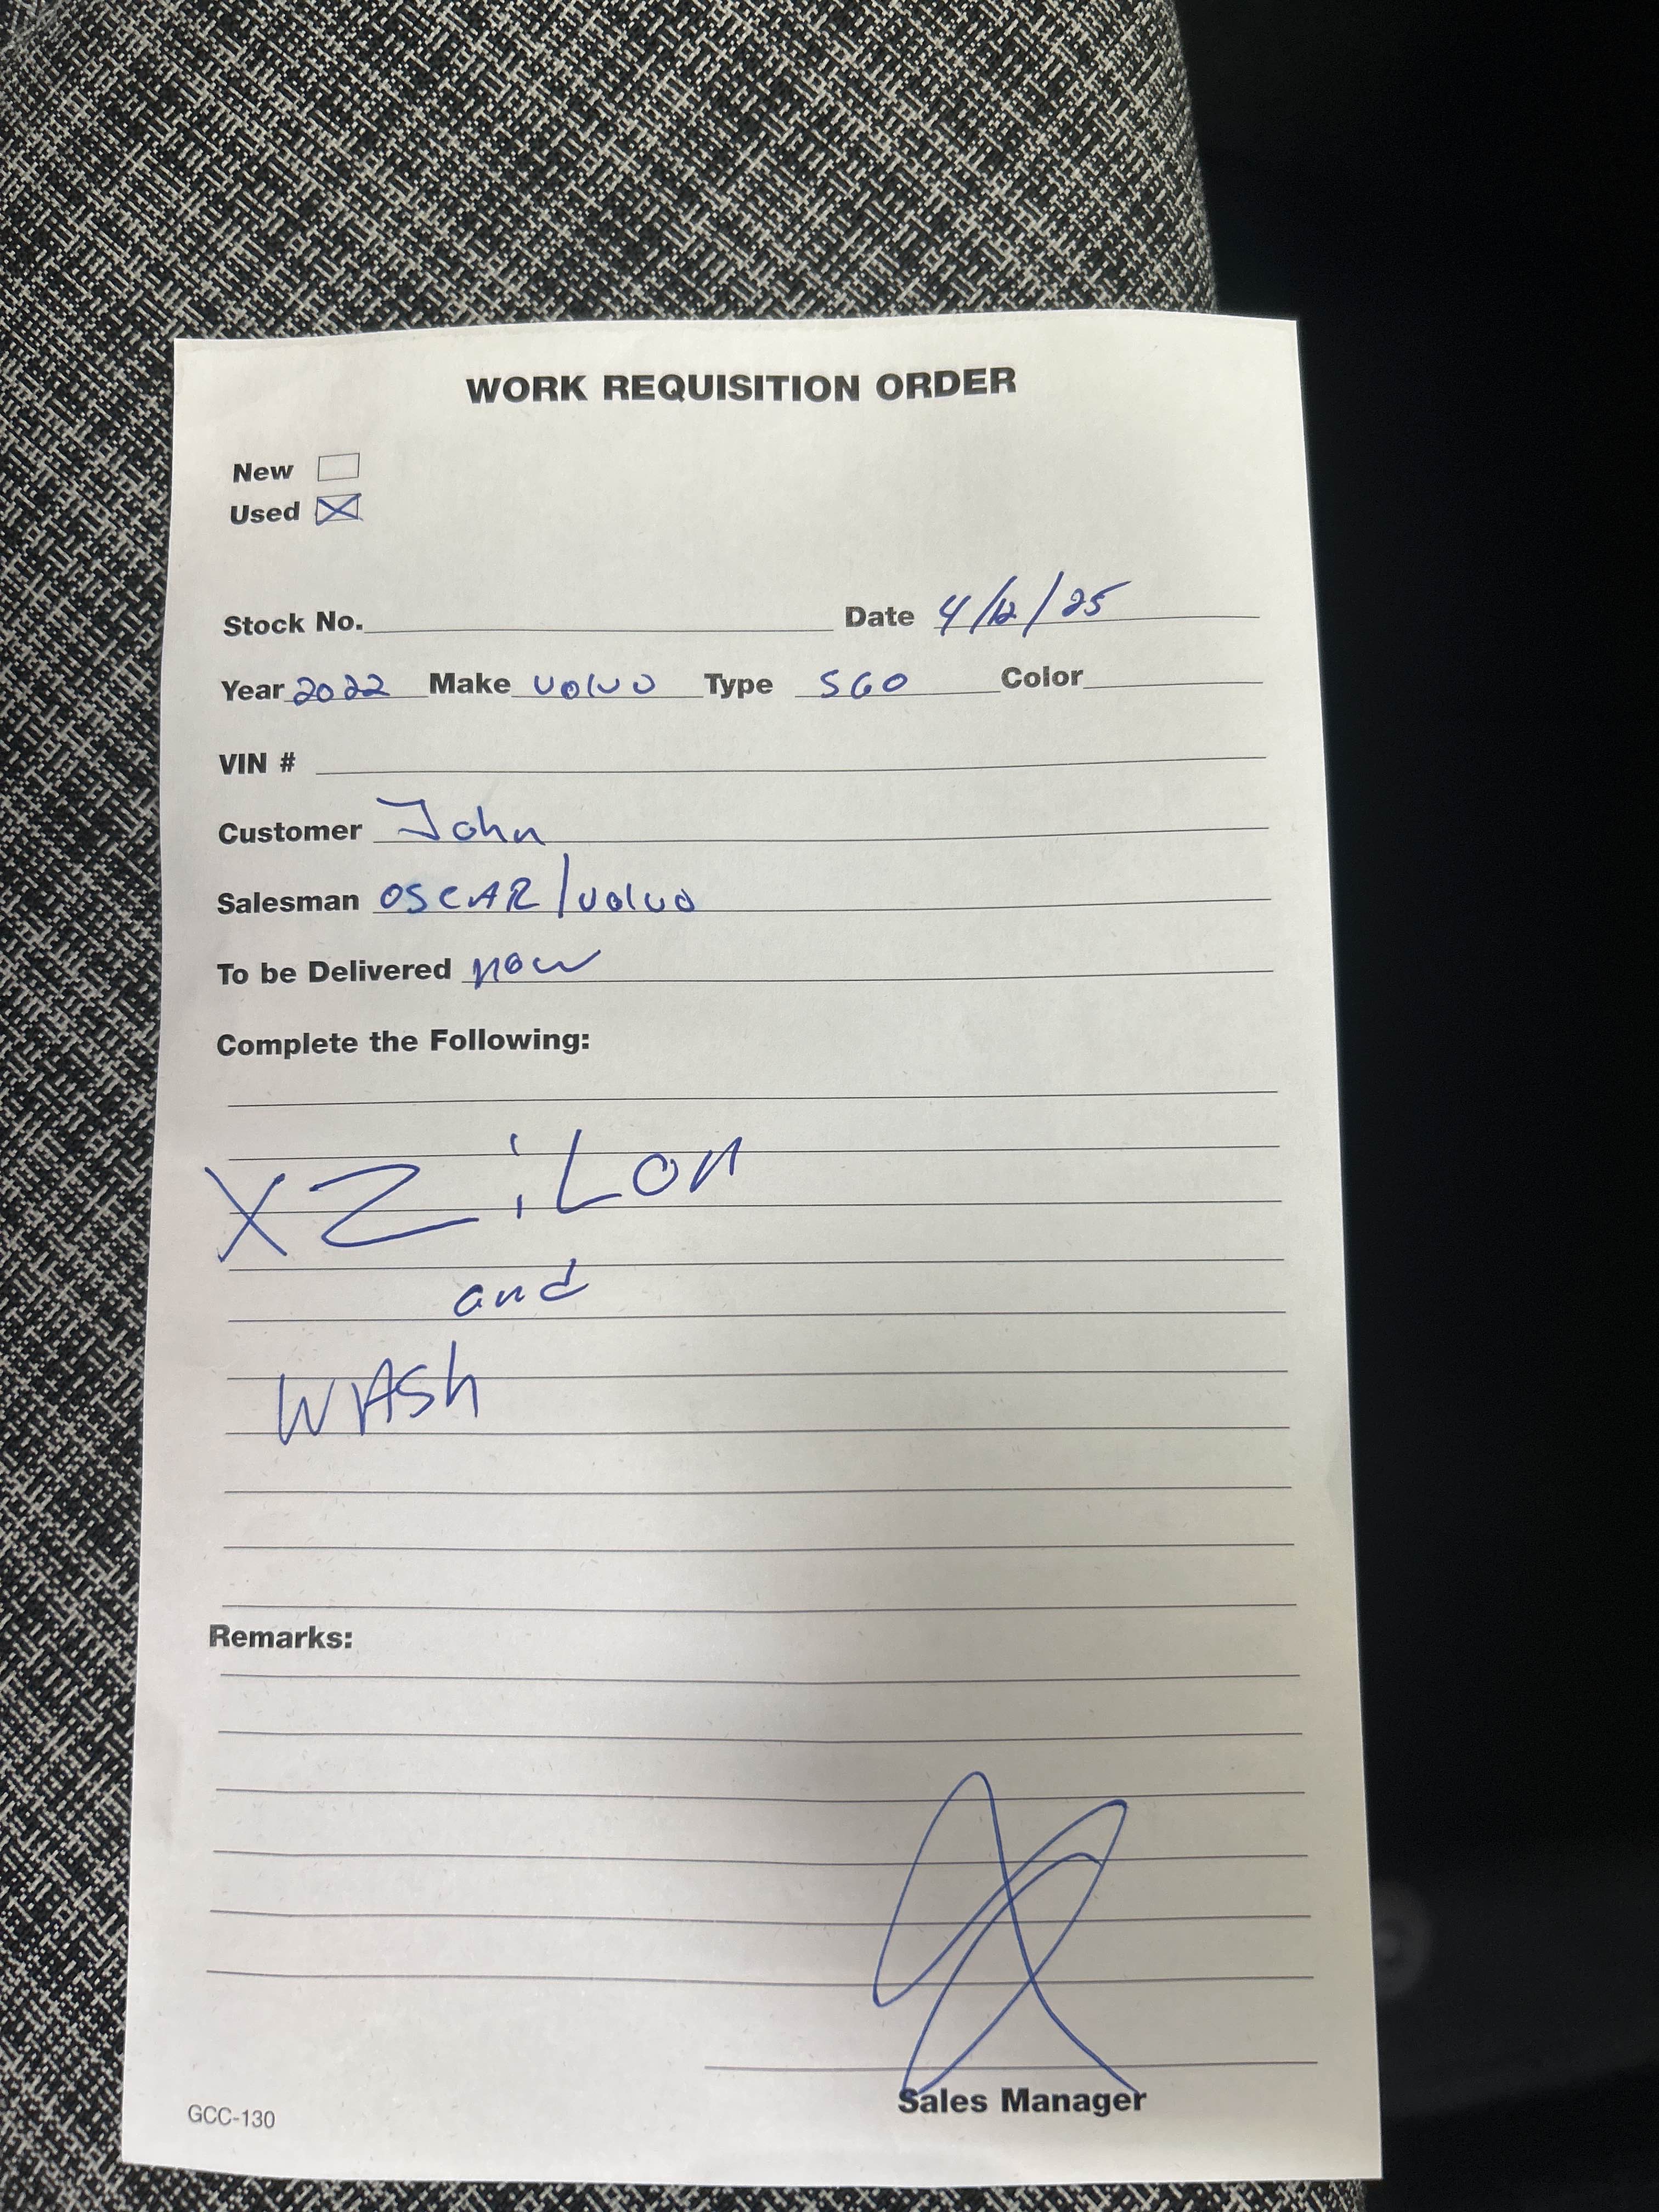 WORK REQUISITION ORDER
New
Used
Stock No. Date 4/12/25
Year 2022 Make Volvo Type S60 Color
VIN #
Customer John
Salesman OSCAR/Volvo
To be Delivered now
Complete the Following:
XZiLon
and
WASh
Remarks:
Sales Manager
GCC-130